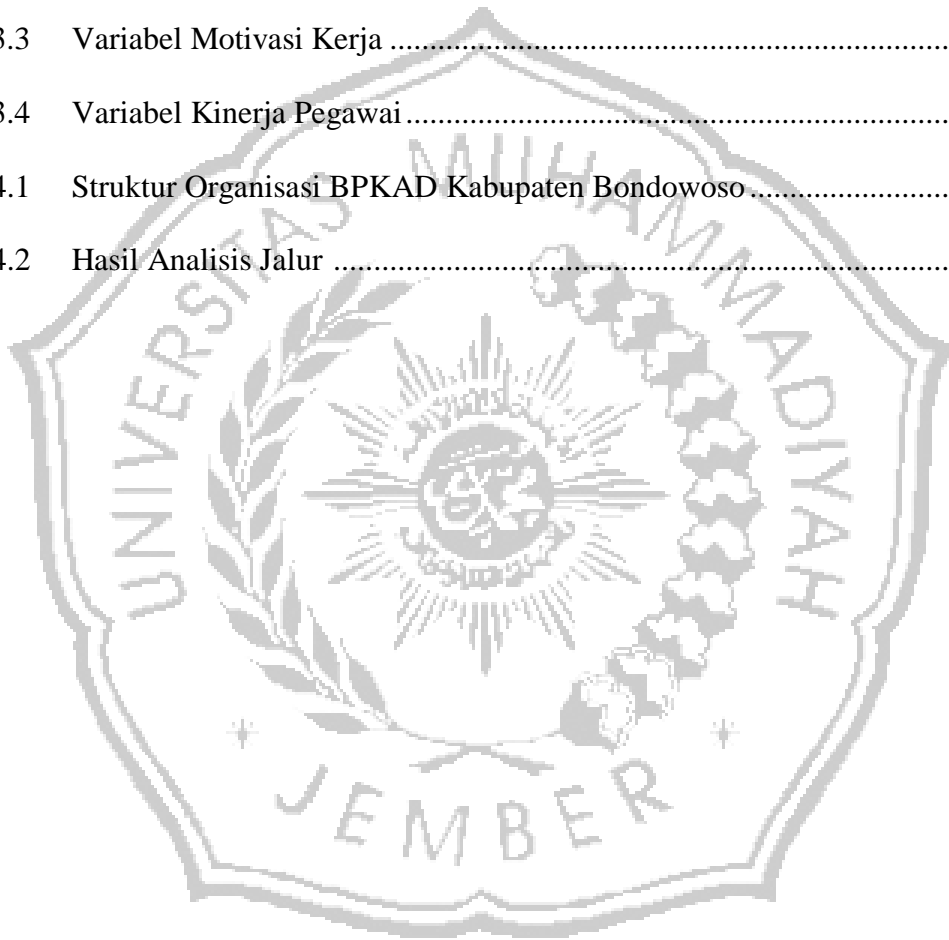 3.3 Variabel Motivasi Kerja ........................................................................
3.4 Variabel Kinerja Pegawai ......................................................................
4.1 Struktur Organisasi BPKAD Kabupaten Bondowoso .........................
4.2 Hasil Analisis Jalur ...............................................................................
UNIVERSITAS MUHAMMADIYAH
JEMBER